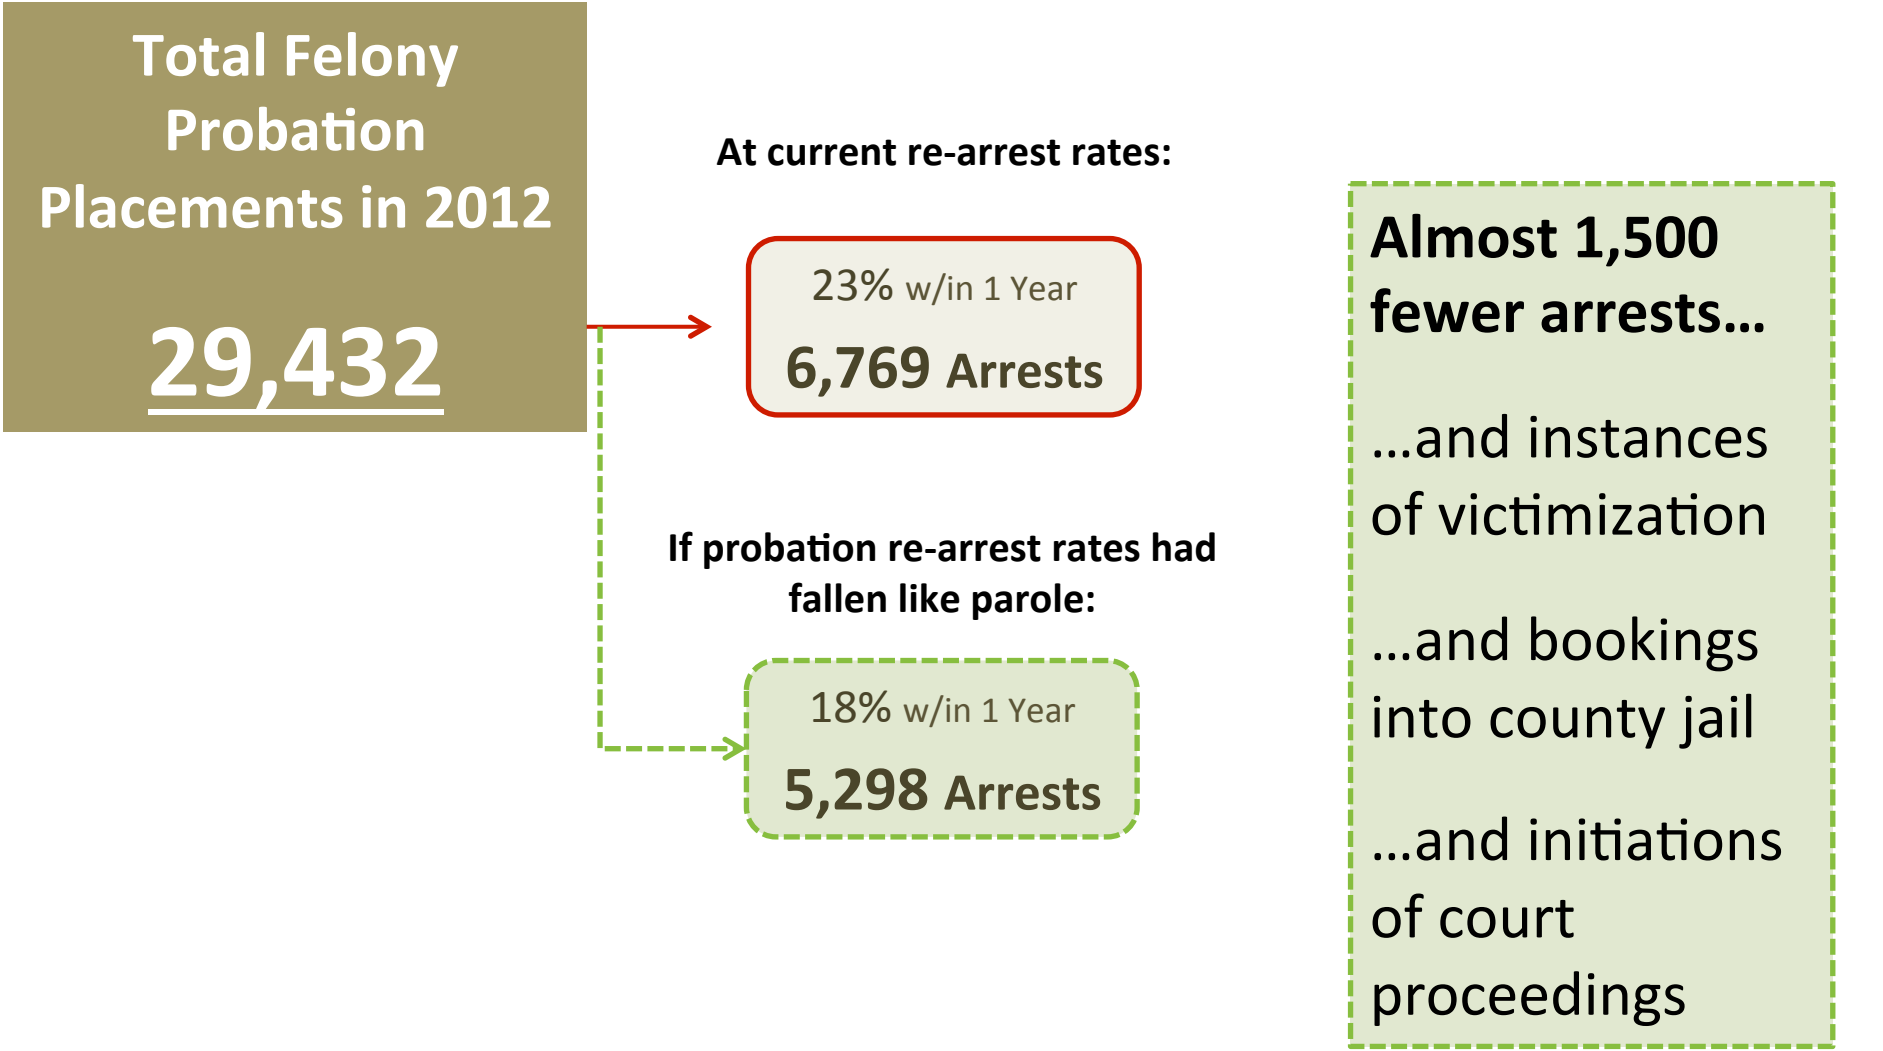 Total Felony
Probation
Placements in 2012
29,432
At current re-arrest rates:
23% w/in 1 Year
6,769 Arrests
If probation re-arrest rates had
fallen like parole:
18% w/in 1 Year
5,298 Arrests
Almost 1,500
fewer arrests…
…and instances
of victimization
…and bookings
into county jail
…and initiations
of court
proceedings